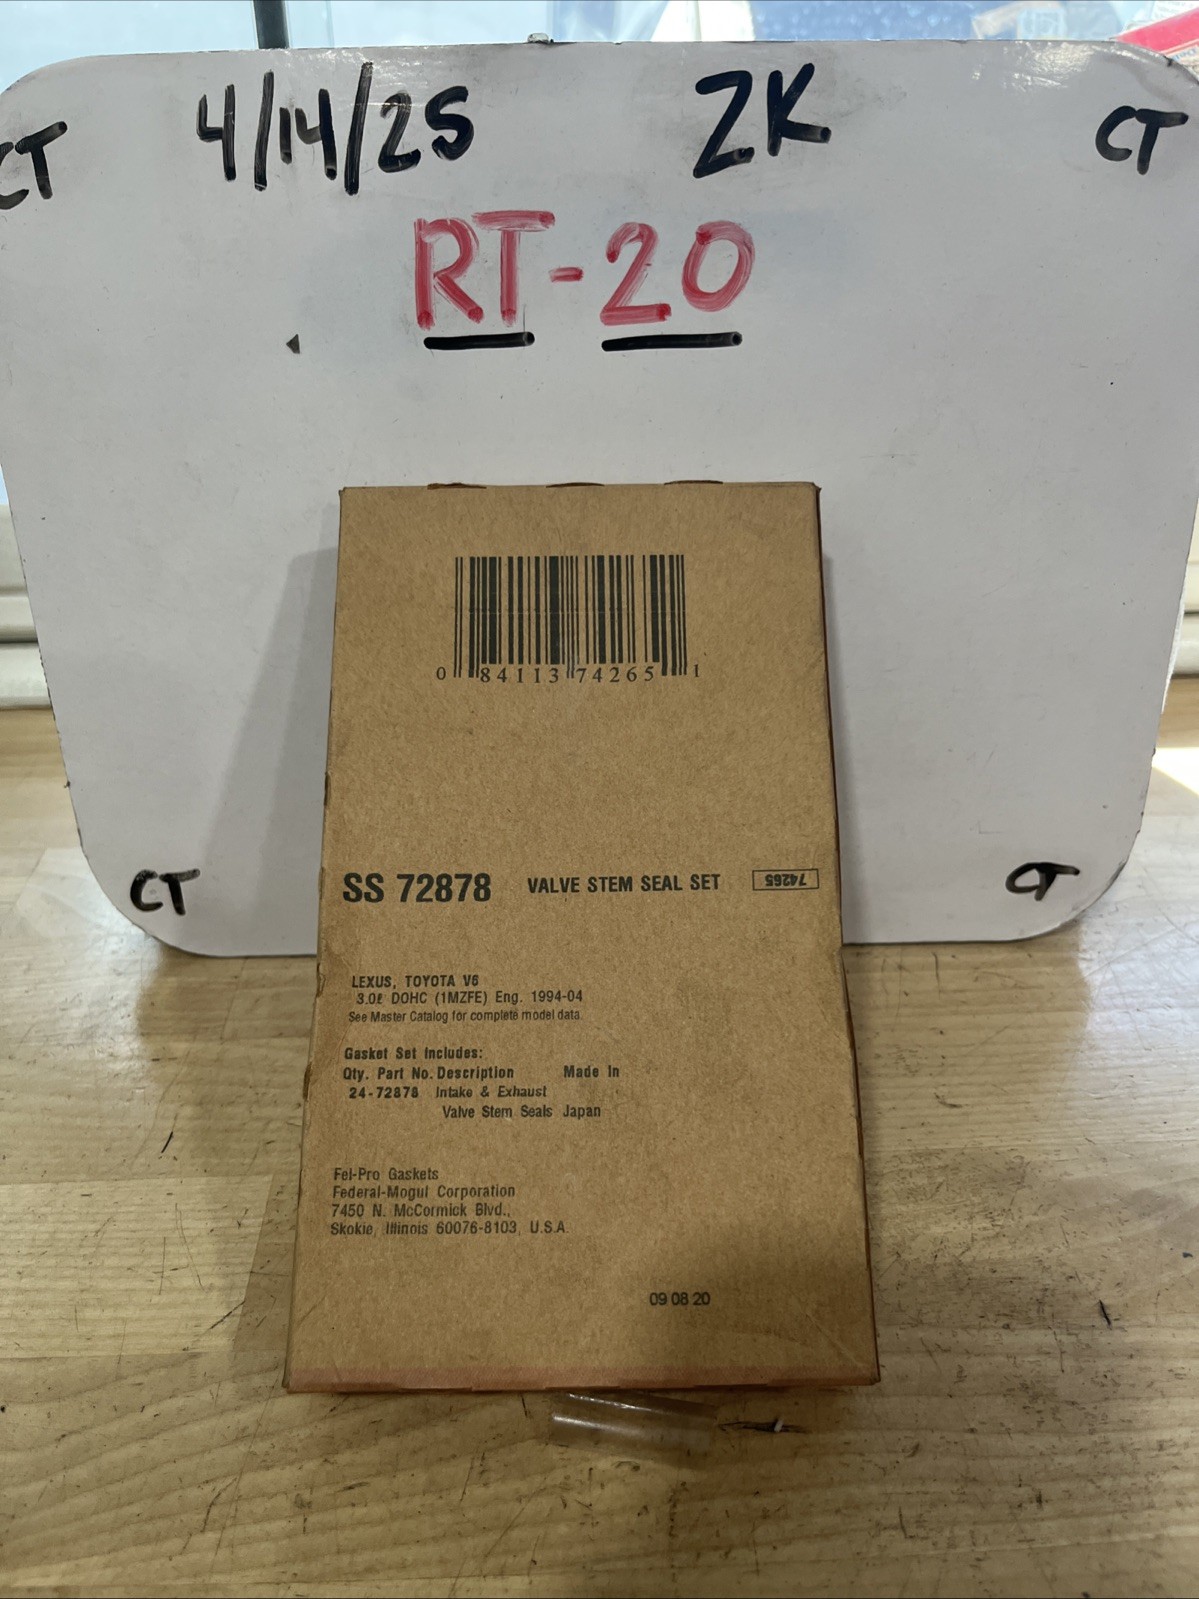 CT 4/14/25 ZK CT
RT-20
0 84113 74265 1
SS 72878 VALVE STEM SEAL SET 74265
LEXUS, TOYOTA V6
3.0ℓ DOHC (1MZFE) Eng. 1994-04
See Master Catalog for complete model data.
Gasket Set Includes:
Qty. Part No. Description Made In
24-72878 Intake & Exhaust
Valve Stem Seals Japan
Fel-Pro Gaskets
Federal-Mogul Corporation
7450 N. McCormick Blvd.,
Skokie, Illinois 60076-8103, U.S.A.
09 08 20
CT CT